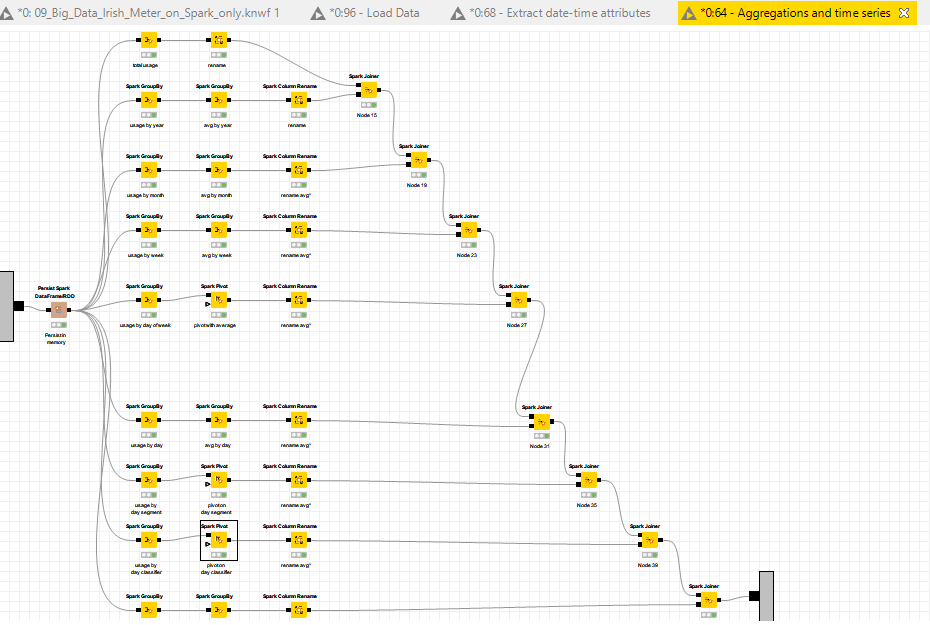 *0: 09_Big_Data_Irish_Meter_on_Spark_only.knwf 1
*0:96 - Load Data
*0:68 - Extract date-time attributes
*0:64 - Aggregations and time series
total usage
rename
Spark Joiner
Node 15
Spark GroupBy
Spark GroupBy
Spark Column Rename
usage by year
avg by year
rename
Spark Joiner
Node 19
Spark GroupBy
Spark GroupBy
Spark Column Rename
usage by month
avg by month
rename avg*
Spark GroupBy
Spark GroupBy
Spark Column Rename
Spark Joiner
usage by week
avg by week
rename avg*
Node 23
Persist Spark
DataFrame/RDD
Persist in
memory
Spark GroupBy
Spark Pivot
Spark Column Rename
Spark Joiner
usage by day of week
pivot with average
rename avg*
Node 27
Spark GroupBy
Spark GroupBy
Spark Column Rename
Spark Joiner
usage by day
avg by day
rename avg*
Node 31
Spark GroupBy
Spark Pivot
Spark Column Rename
Spark Joiner
usage by
day segment
pivot on
day segment
rename avg*
Node 35
Spark GroupBy
Spark Pivot
Spark Column Rename
Spark Joiner
usage by
day classifier
pivot on
day classifier
rename avg*
Node 39
Spark GroupBy
Spark GroupBy
Spark Column Rename
Spark Joiner